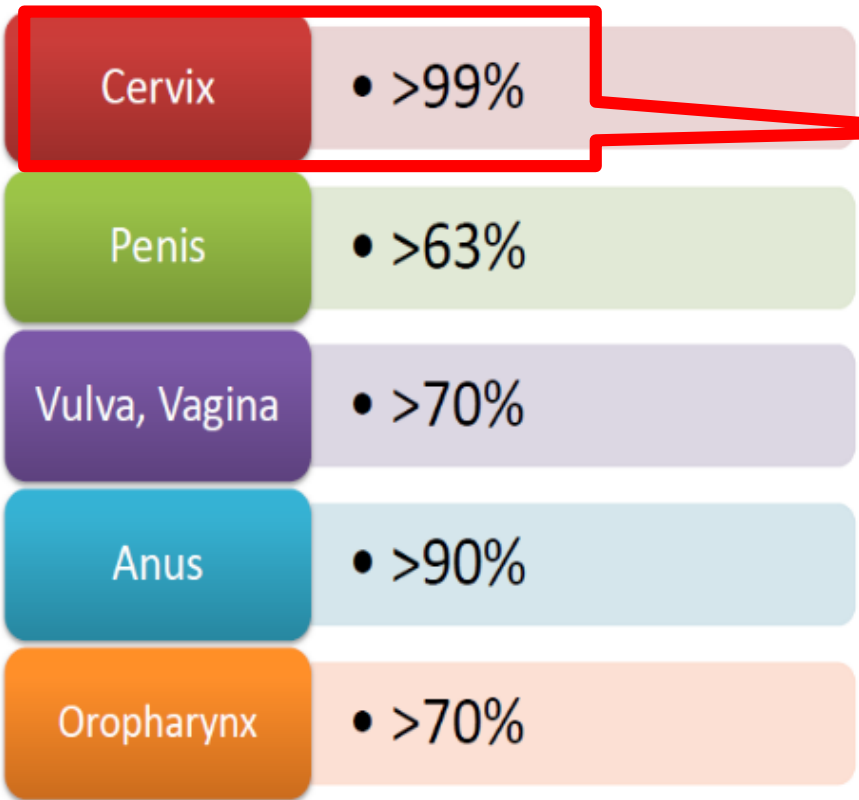 Cervix • >99%
Penis • >63%
Vulva, Vagina • >70%
Anus • >90%
Oropharynx • >70%